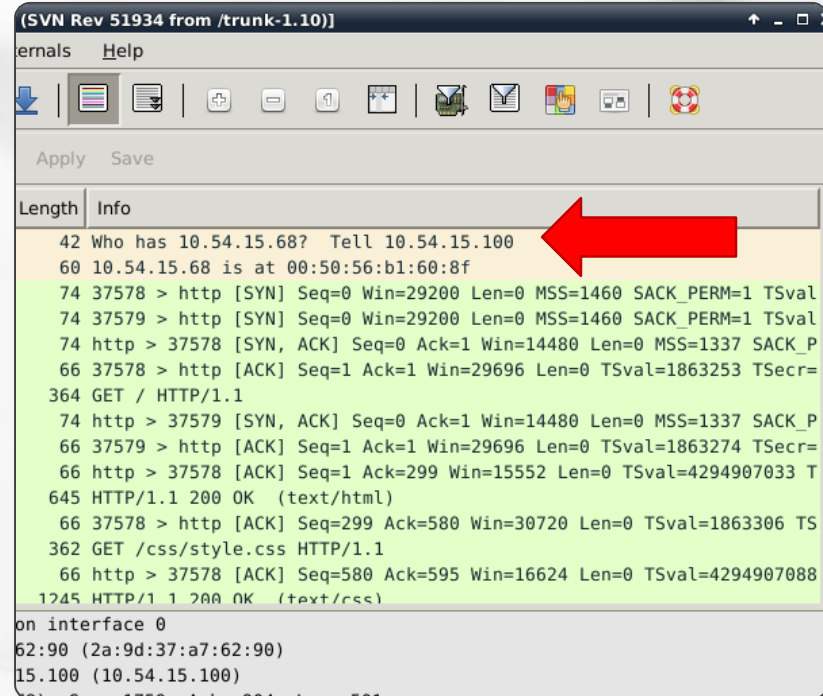 (SVN Rev 51934 from /trunk-1.10)]
ernals Help
Apply Save
Length Info
42 Who has 10.54.15.68? Tell 10.54.15.100
60 10.54.15.68 is at 00:50:56:b1:60:8f
74 37578 > http [SYN] Seq=0 Win=29200 Len=0 MSS=1460 SACK_PERM=1 TSval
74 37579 > http [SYN] Seq=0 Win=29200 Len=0 MSS=1460 SACK_PERM=1 TSval
74 http > 37578 [SYN, ACK] Seq=0 Ack=1 Win=14480 Len=0 MSS=1337 SACK_P
66 37578 > http [ACK] Seq=1 Ack=1 Win=29696 Len=0 TSval=1863253 TSecr=
364 GET / HTTP/1.1
74 http > 37579 [SYN, ACK] Seq=0 Ack=1 Win=14480 Len=0 MSS=1337 SACK_P
66 37579 > http [ACK] Seq=1 Ack=1 Win=29696 Len=0 TSval=1863274 TSecr=
66 http > 37578 [ACK] Seq=1 Ack=299 Win=15552 Len=0 TSval=4294907033 T
645 HTTP/1.1 200 OK (text/html)
66 37578 > http [ACK] Seq=299 Ack=580 Win=30720 Len=0 TSval=1863306 TS
362 GET /css/style.css HTTP/1.1
66 http > 37578 [ACK] Seq=580 Ack=595 Win=16624 Len=0 TSval=4294907088
1245 HTTP/1.1 200 OK (text/css)
on interface 0
62:90 (2a:9d:37:a7:62:90)
15.100 (10.54.15.100)